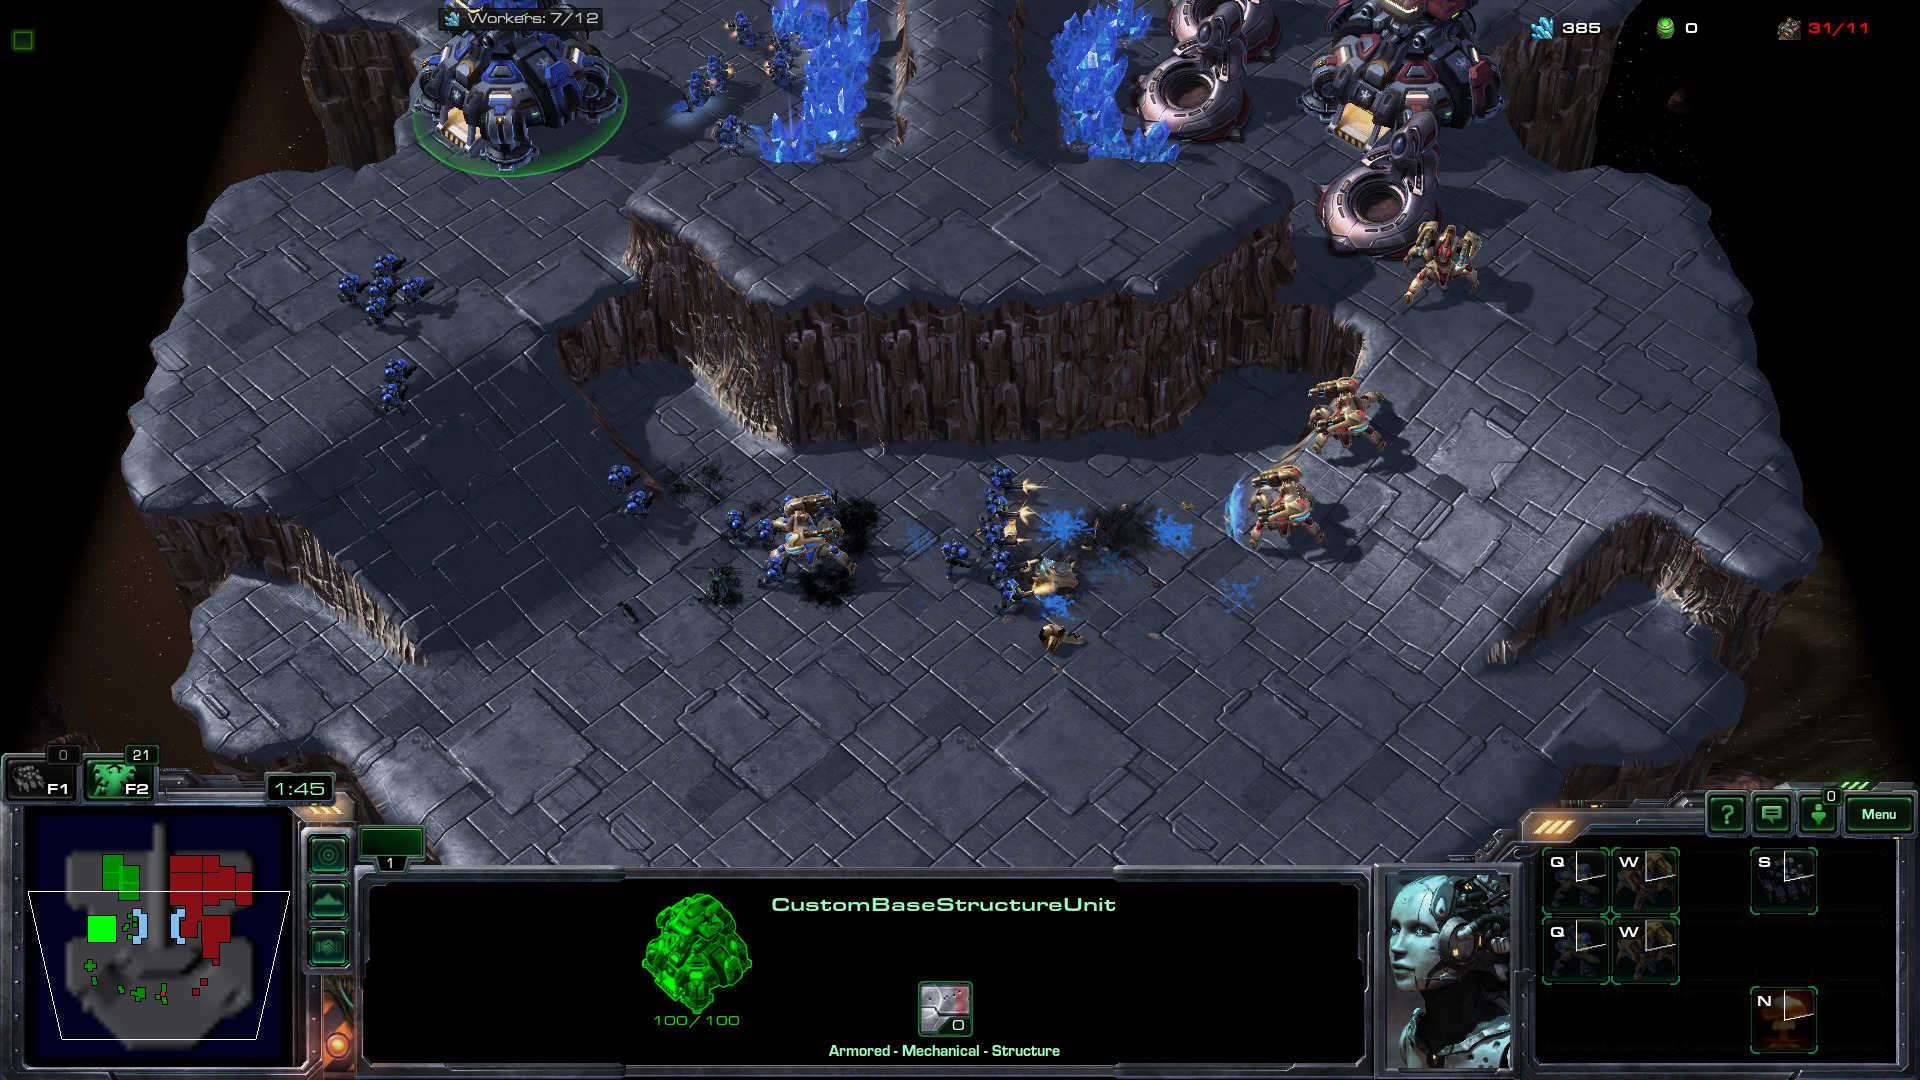 Workers: 7/12
385
0
31/11
0
21
F1
F2
1:45
1
0
Menu
?
CustomBaseStructureUnit
100/100
0
Armored - Mechanical - Structure
Q W S
Q W
N